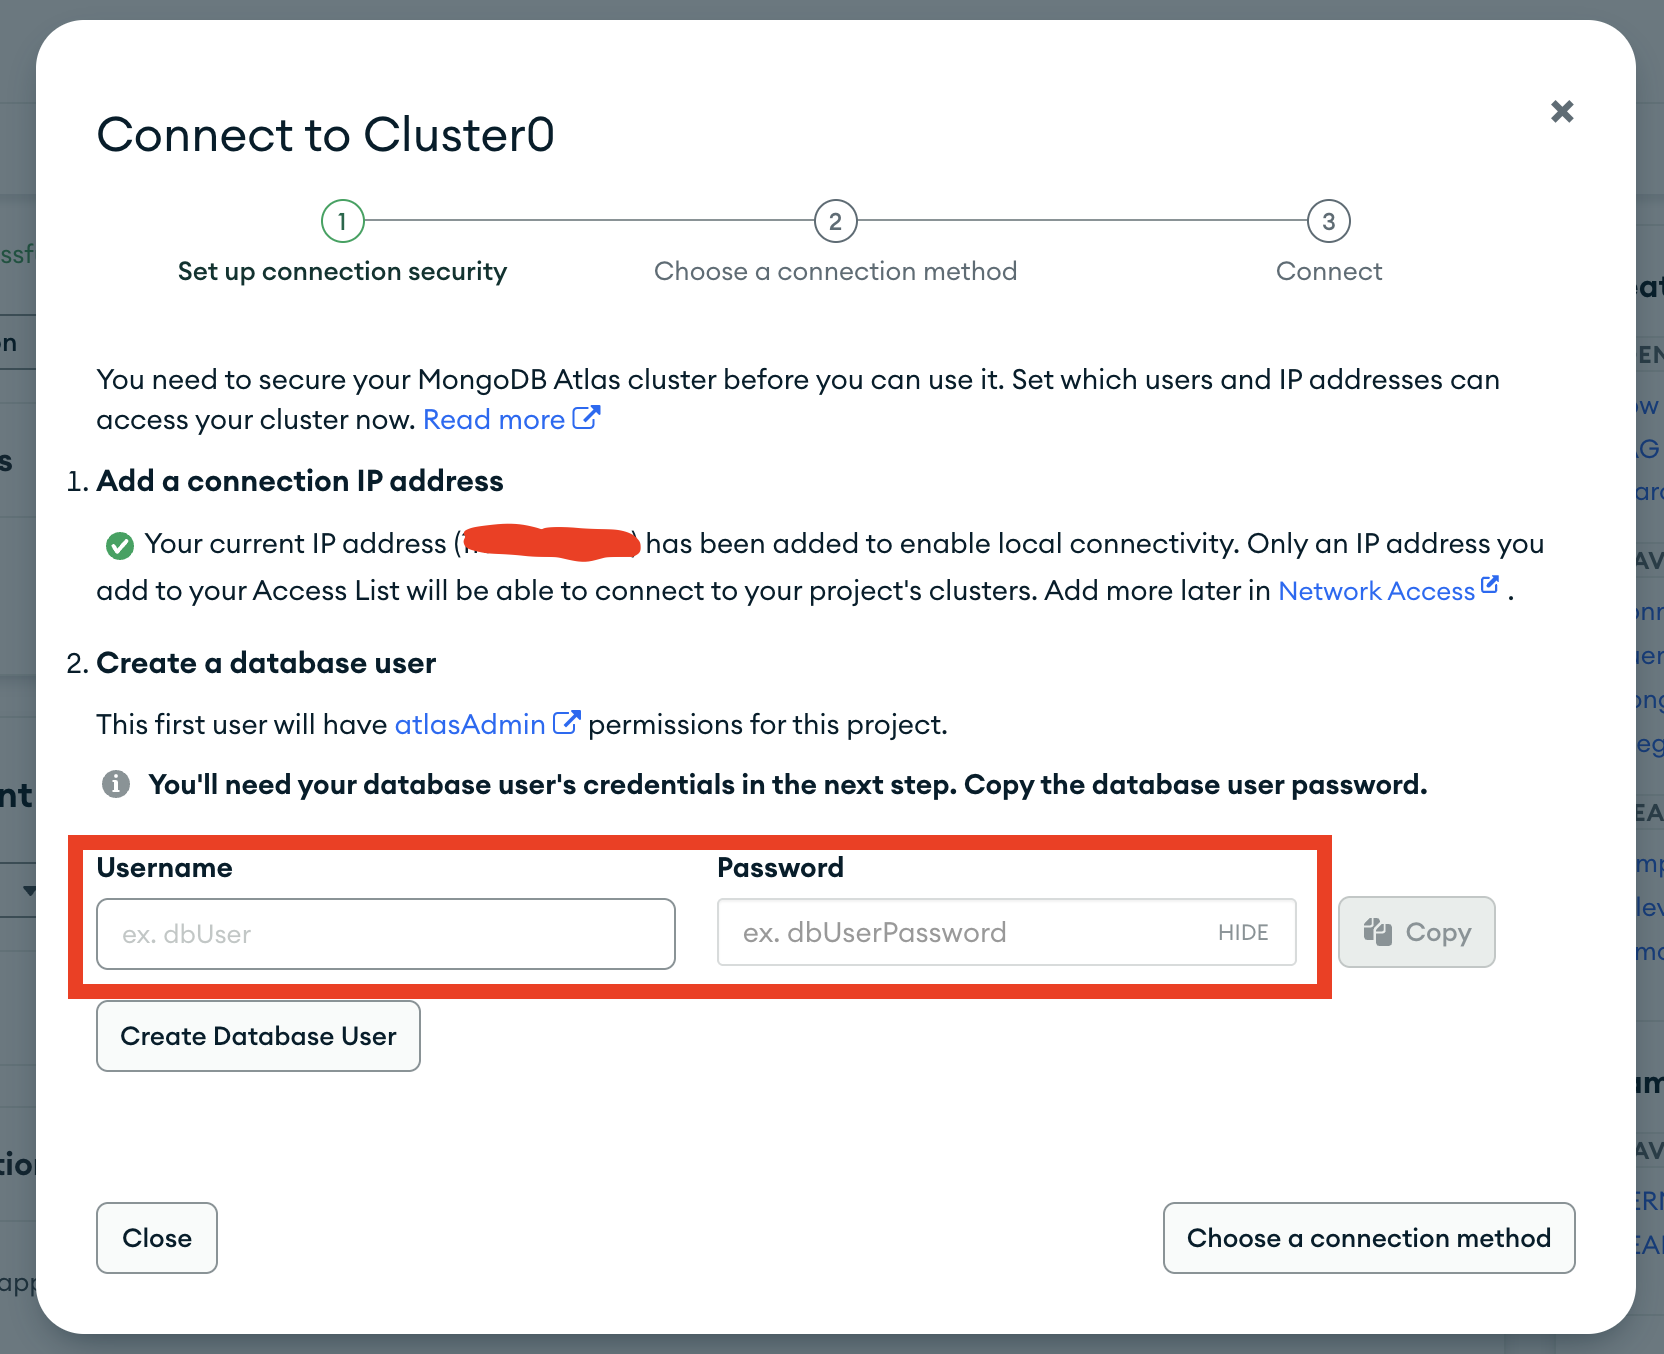 Connect to Cluster0
1
2
3
Set up connection security
Choose a connection method
Connect
You need to secure your MongoDB Atlas cluster before you can use it. Set which users and IP addresses can
access your cluster now. Read more
1. Add a connection IP address
Your current IP address ( ) has been added to enable local connectivity. Only an IP address you
add to your Access List will be able to connect to your project's clusters. Add more later in Network Access .
2. Create a database user
This first user will have atlasAdmin permissions for this project.
You'll need your database user's credentials in the next step. Copy the database user password.
Username
Password
ex. dbUser
ex. dbUserPassword HIDE
Copy
Create Database User
Close
Choose a connection method